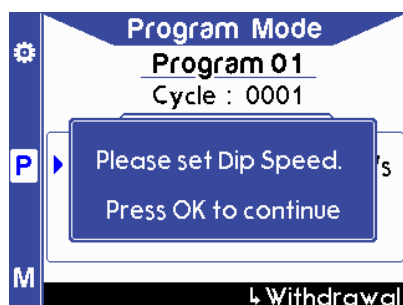 Program Mode
Program 01
Cycle : 0001
Please set Dip Speed.
Press OK to continue
's
P
M
↳ Withdrawal